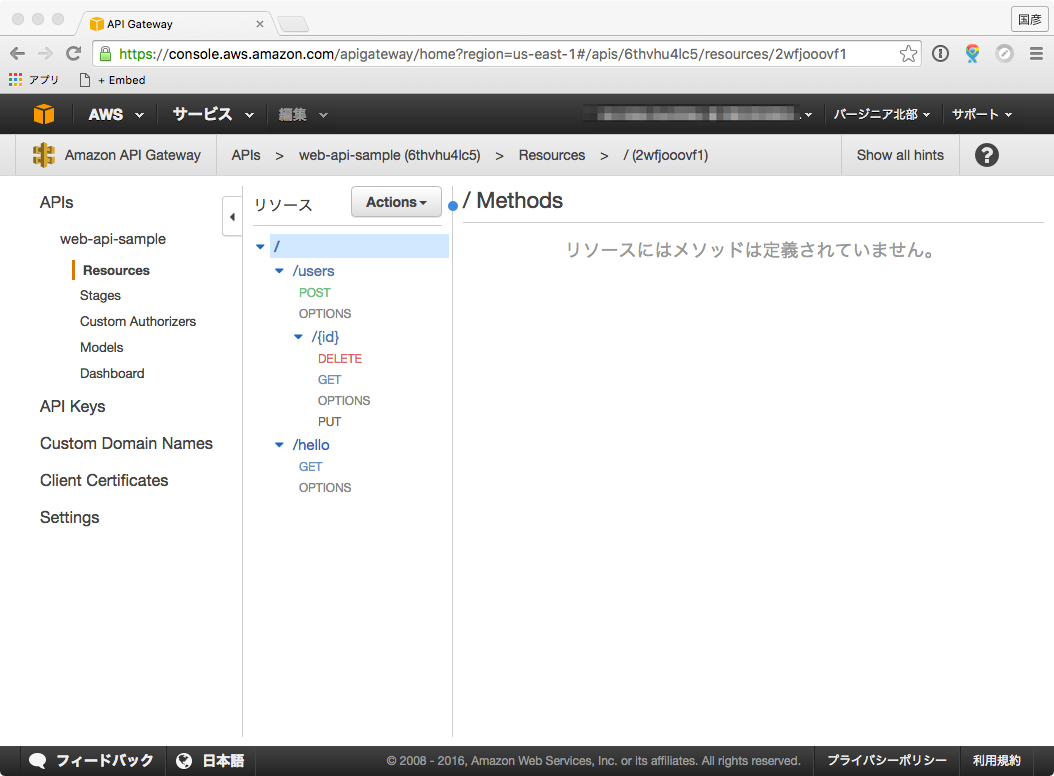 API Gateway
国彦
https://console.aws.amazon.com/apigateway/home?region=us-east-1#/apis/6thvhu4lc5/resources/2wfjooovf1
アプリ + Embed
AWS サービス 編集 バージニア北部 サポート
Amazon API Gateway APIs > web-api-sample (6thvhu4lc5) > Resources > / (2wfjooovf1) Show all hints ?
APIs
web-api-sample
Resources
Stages
Custom Authorizers
Models
Dashboard
API Keys
Custom Domain Names
Client Certificates
Settings
リソース Actions
/
/users
POST
OPTIONS
/{id}
DELETE
GET
OPTIONS
PUT
/hello
GET
OPTIONS
/ Methods
リソースにはメソッドは定義されていません。
フィードバック 日本語 © 2008 - 2016, Amazon Web Services, Inc. or its affiliates. All rights reserved. プライバシーポリシー 利用規約